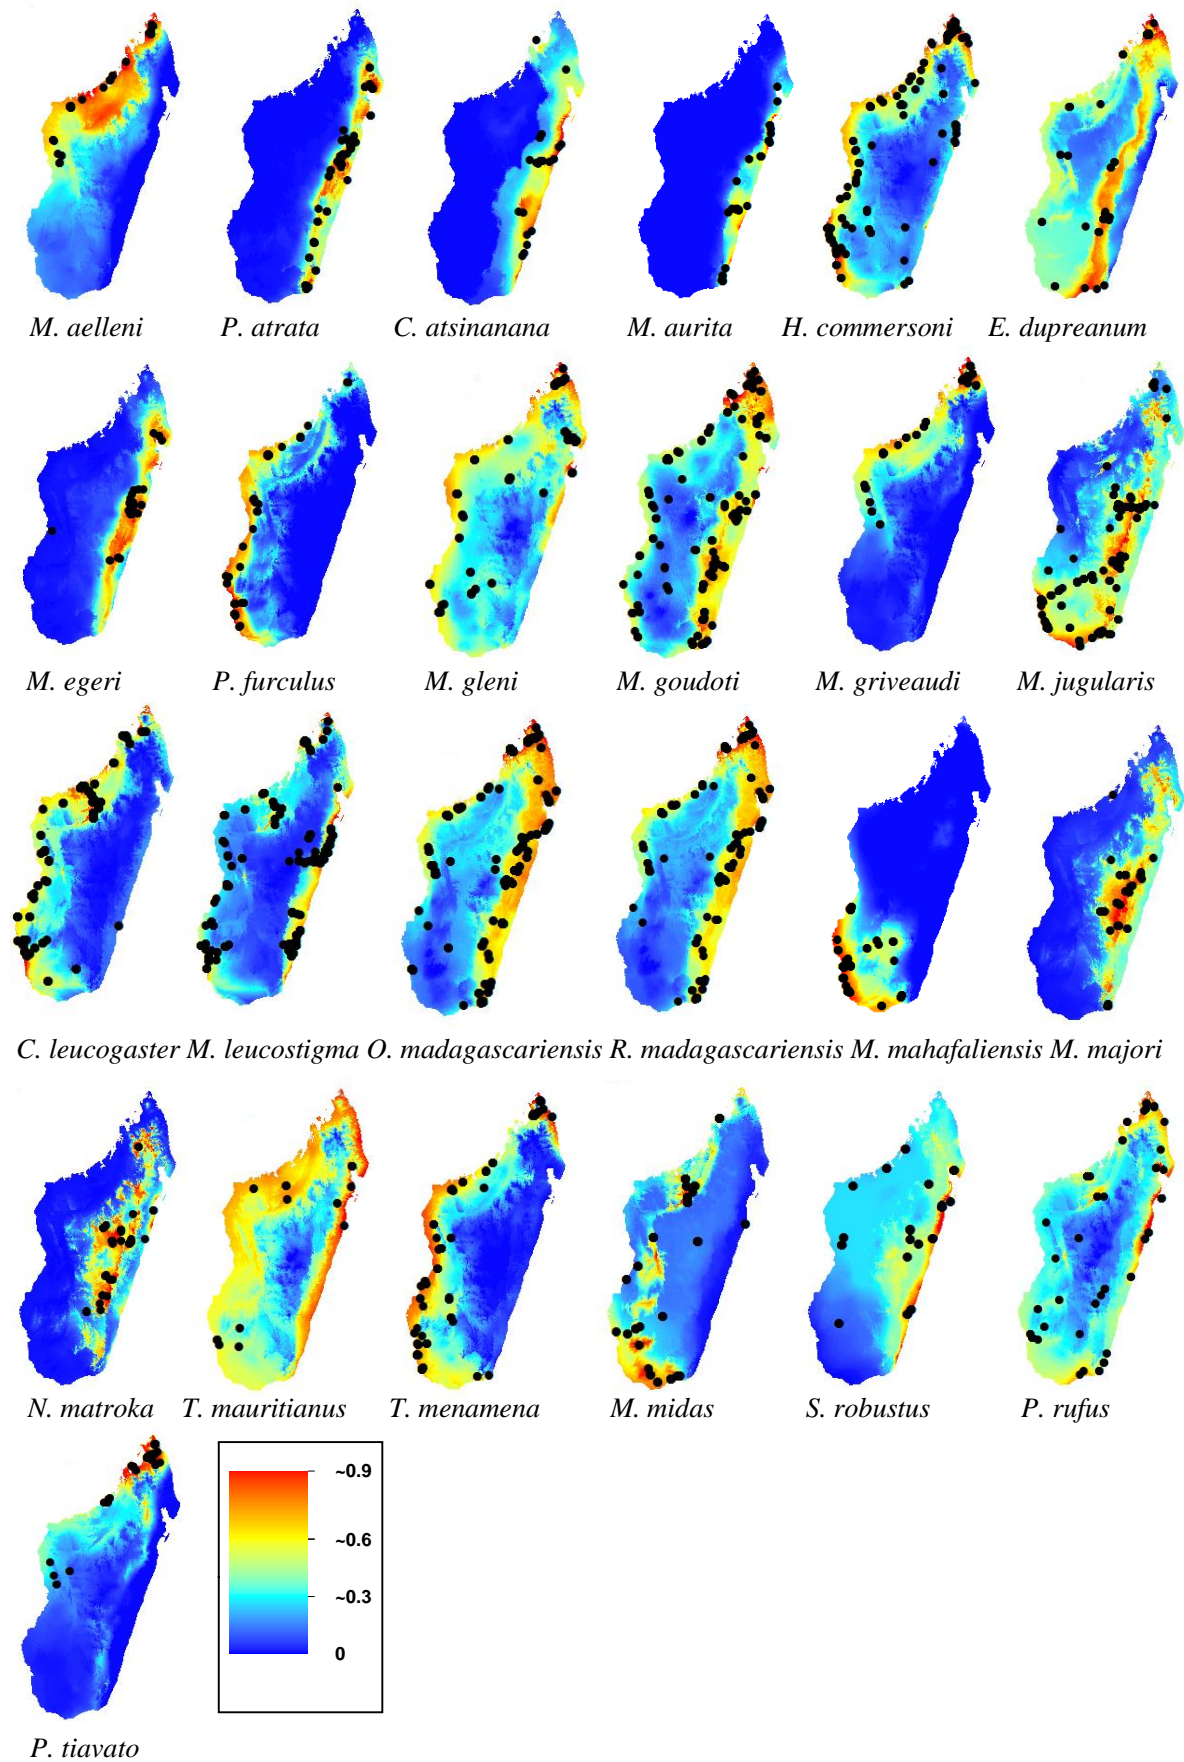 M. aelleni P. atrata C. atsinanana M. aurita H. commersoni E. dupreanum
M. egeri P. furculus M. gleni M. goudoti M. griveaudi M. jugularis
C. leucogaster M. leucostigma O. madagascariensis R. madagascariensis M. mahafaliensis M. majori
N. matroka T. mauritianus T. menamena M. midas S. robustus P. rufus
~0.9
~0.6
~0.3
0
P. tiavato